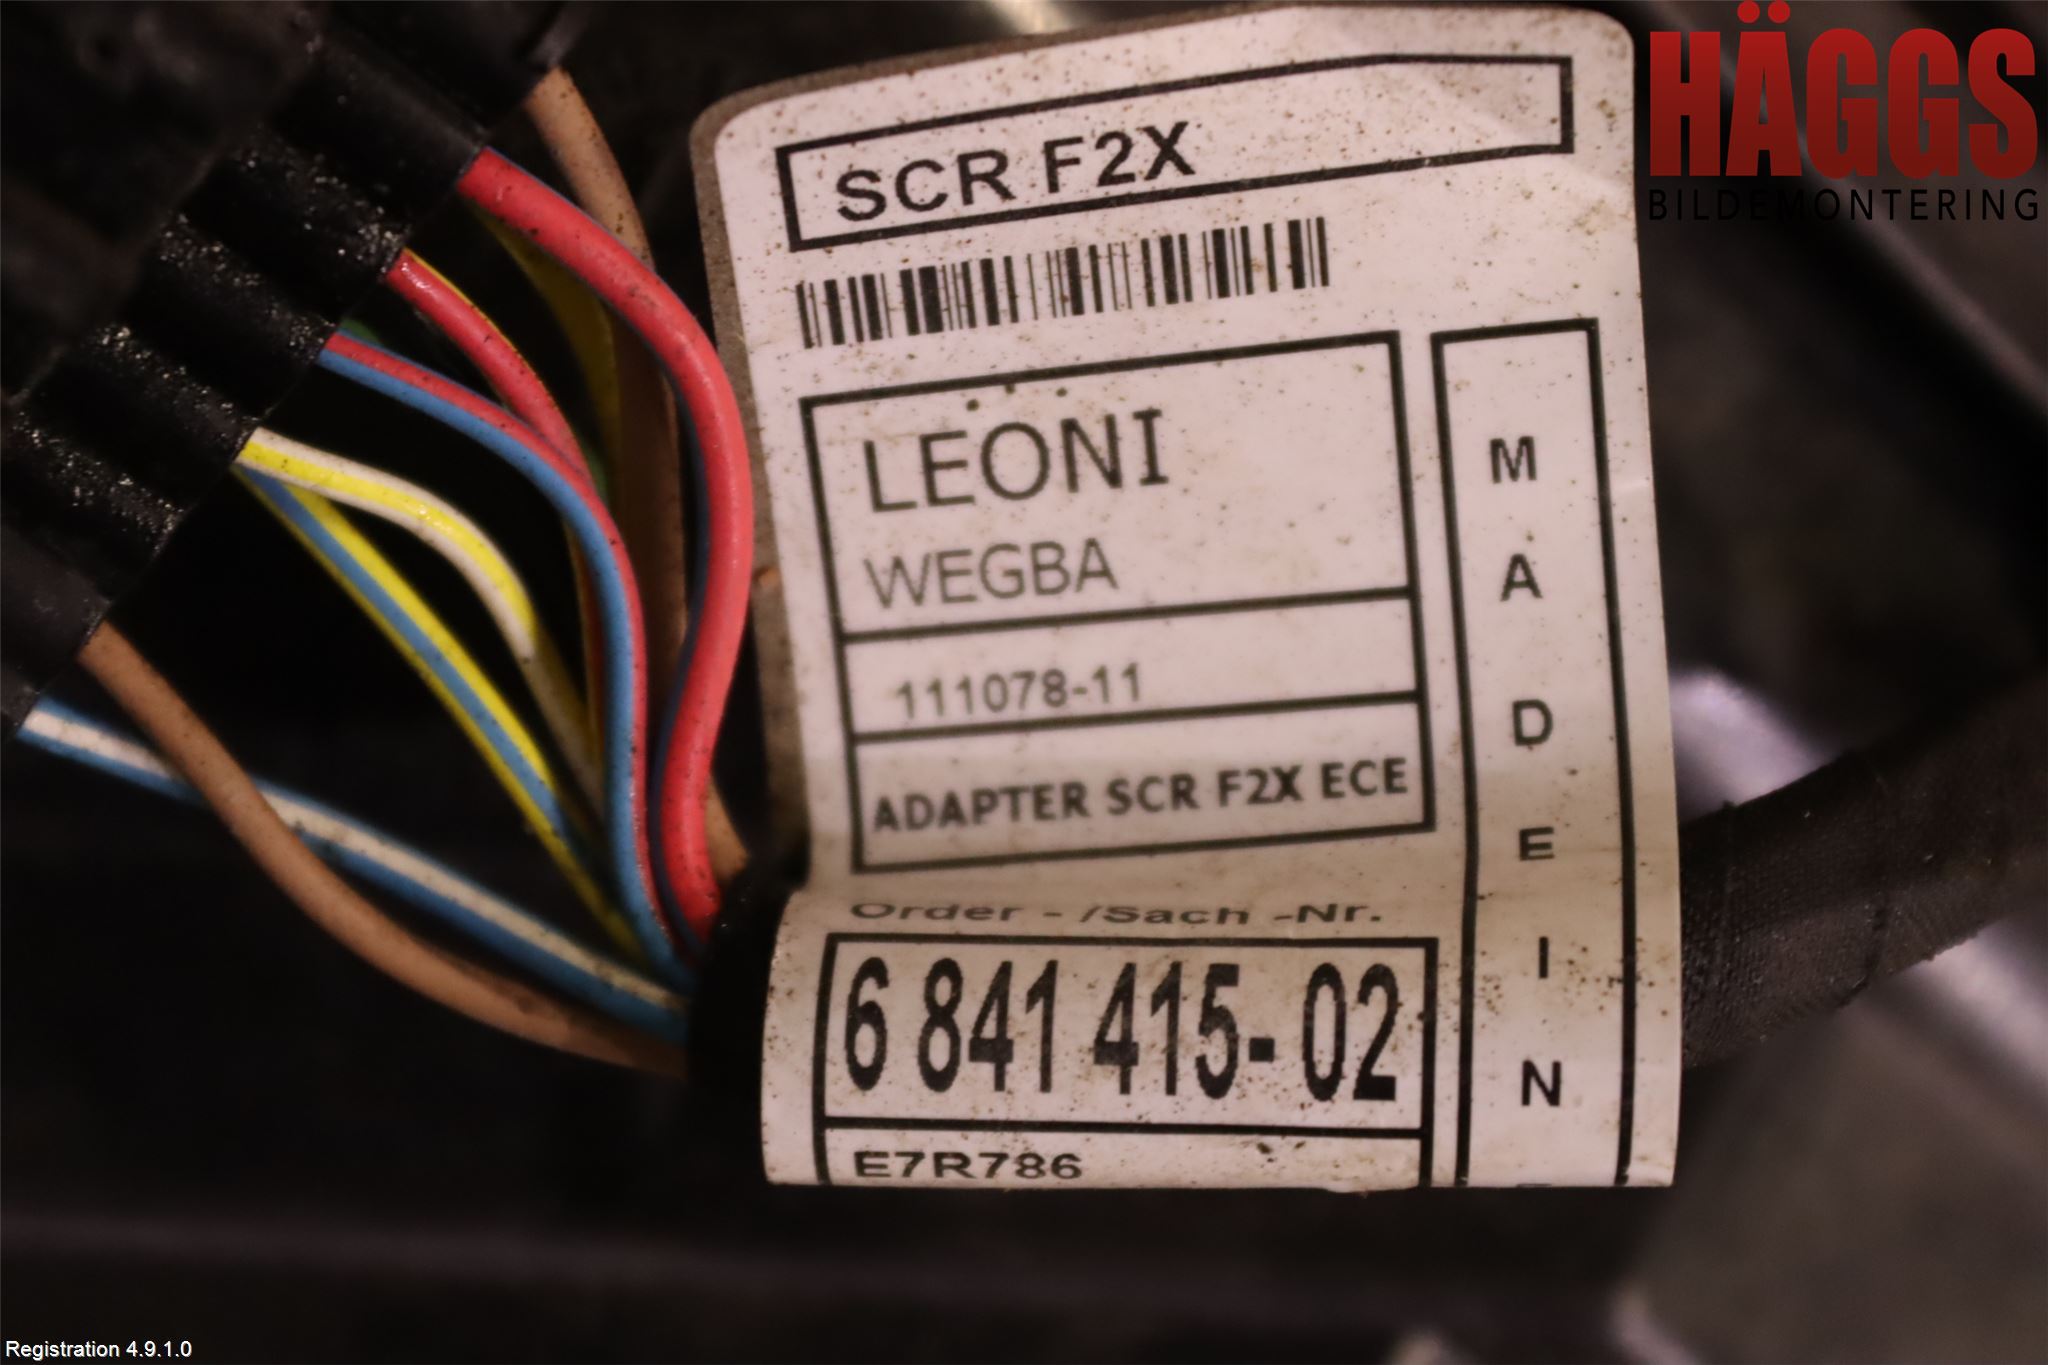 HÄGGS
BILDEMONTERING
SCR F2X
LEONI
WEGBA
111078-11
ADAPTER SCR F2X ECE
Order - /Sach -Nr.
6 841 415- 02
E7R786
MADE IN
Registration 4.9.1.0